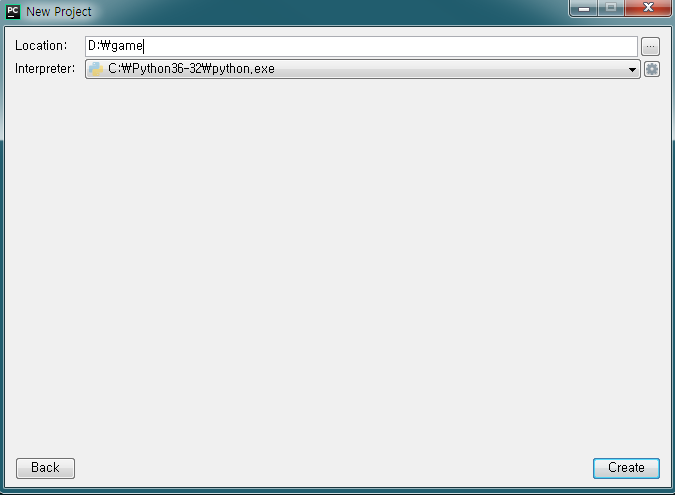 PC New Project
Location: D:₩game ...
Interpreter: C:₩Python36-32₩python.exe
Back Create